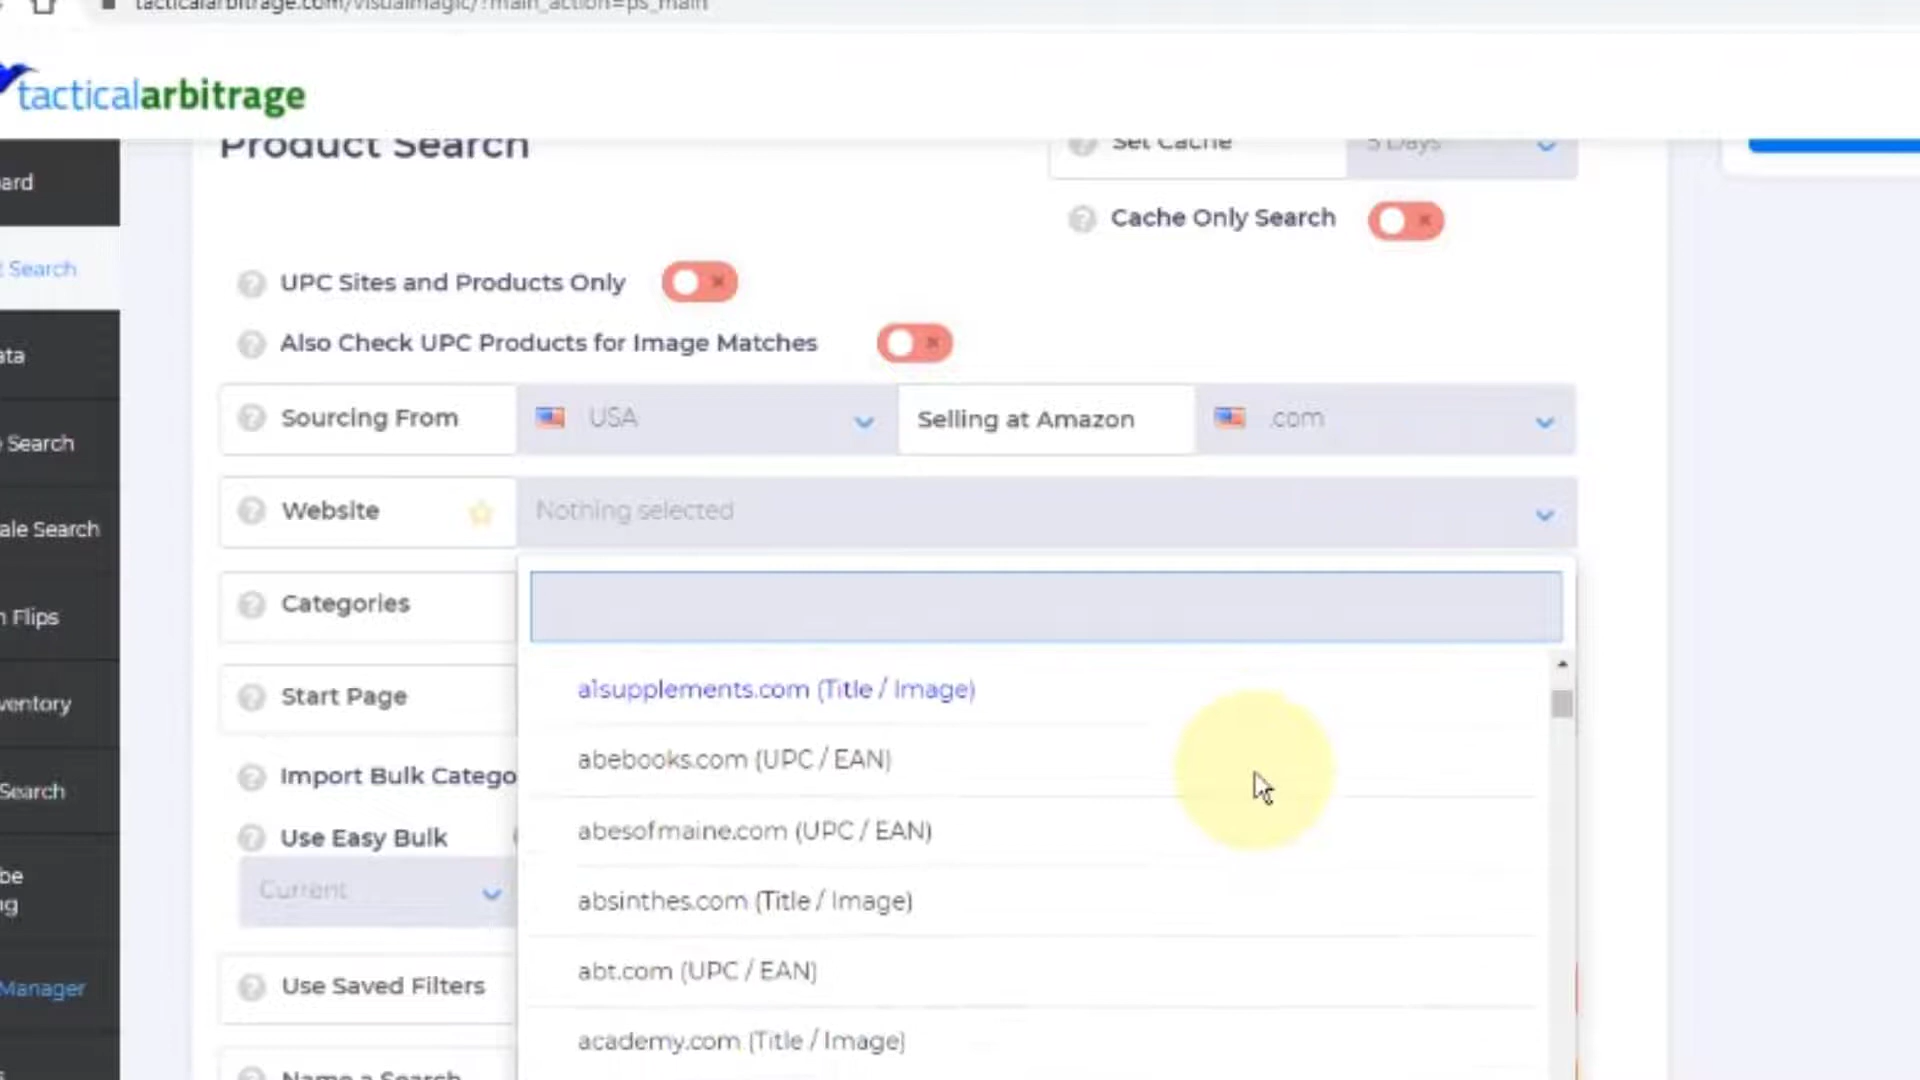 tacticalarbitrage.com/visualmagic/?main_action=ps_main
tacticalarbitrage
Product Search
Set Cache
5 Days
ard
Cache Only Search
Search
UPC Sites and Products Only
Also Check UPC Products for Image Matches
ata
Sourcing From
USA
Selling at Amazon
.com
Search
Website
Nothing selected
ale Search
Categories
n Flips
a1supplements.com (Title / Image)
Start Page
ventory
abebooks.com (UPC / EAN)
Import Bulk Catego
Search
abesofmaine.com (UPC / EAN)
Use Easy Bulk
be
Current
absinthes.com (Title / Image)
ng
abt.com (UPC / EAN)
Use Saved Filters
Manager
academy.com (Title / Image)
Name a Search